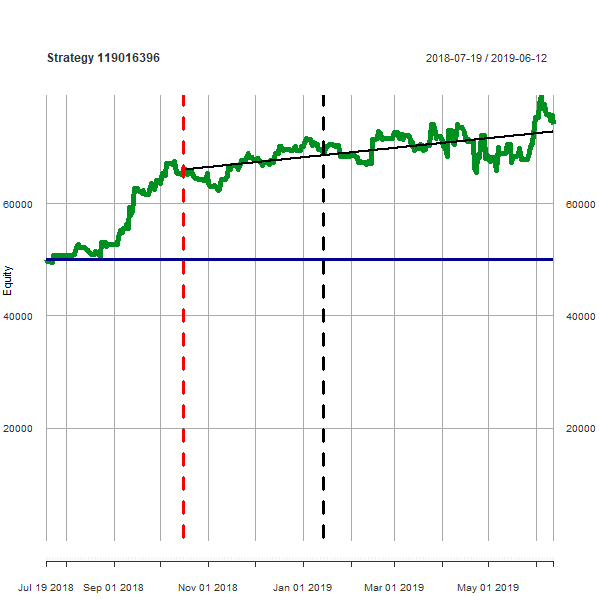 Strategy 119016396
2018-07-19 / 2019-06-12
60000 60000
Equity
40000 40000
20000 20000
Jul 19 2018 Sep 01 2018 Nov 01 2018 Jan 01 2019 Mar 01 2019 May 01 2019